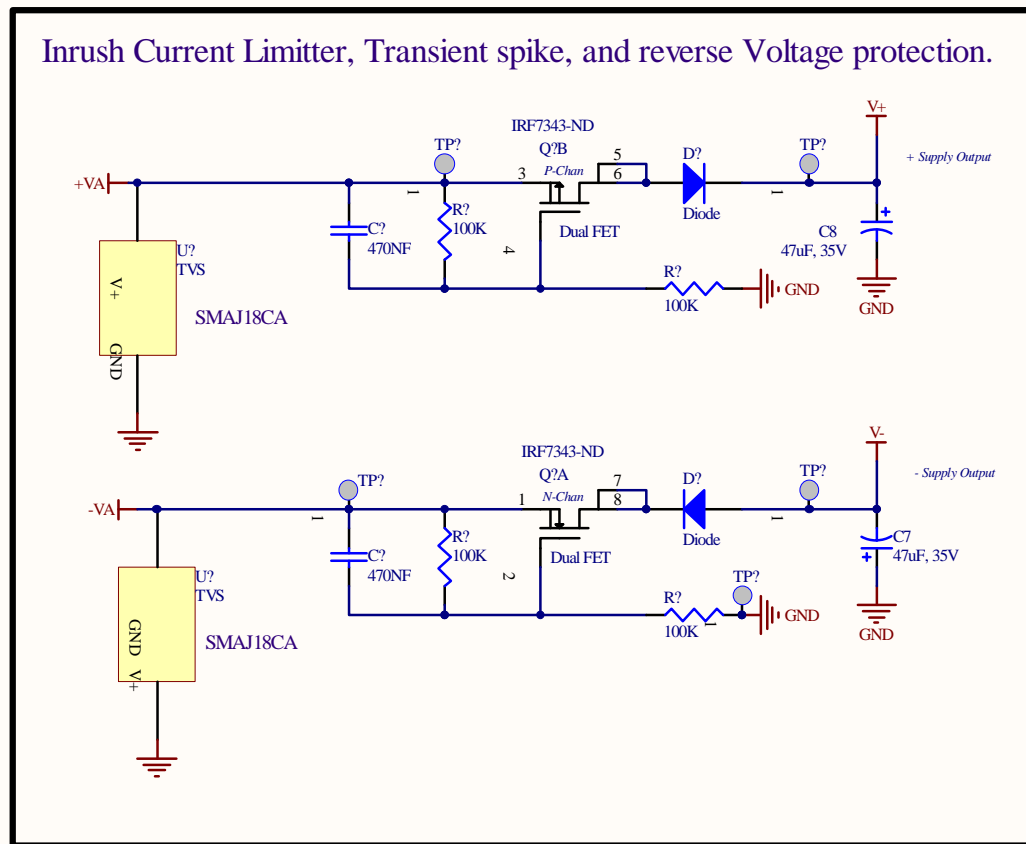 Inrush Current Limitter, Transient spike, and reverse Voltage protection.
IRF7343-ND
Q?B
P-Chan
TP?
1
3
5
6
4
Dual FET
D?
Diode
TP?
1
V+
+ Supply Output
+VA
C?
470NF
R?
100K
R?
100K
GND
C8
47uF, 35V
GND
U?
TVS
V+
GND
SMAJ18CA
IRF7343-ND
Q?A
N-Chan
TP?
1
1
7
8
2
Dual FET
D?
Diode
TP?
1
V-
- Supply Output
-VA
C?
470NF
R?
100K
R?
100K
TP?
1
GND
C7
47uF, 35V
GND
U?
TVS
GND
V+
SMAJ18CA